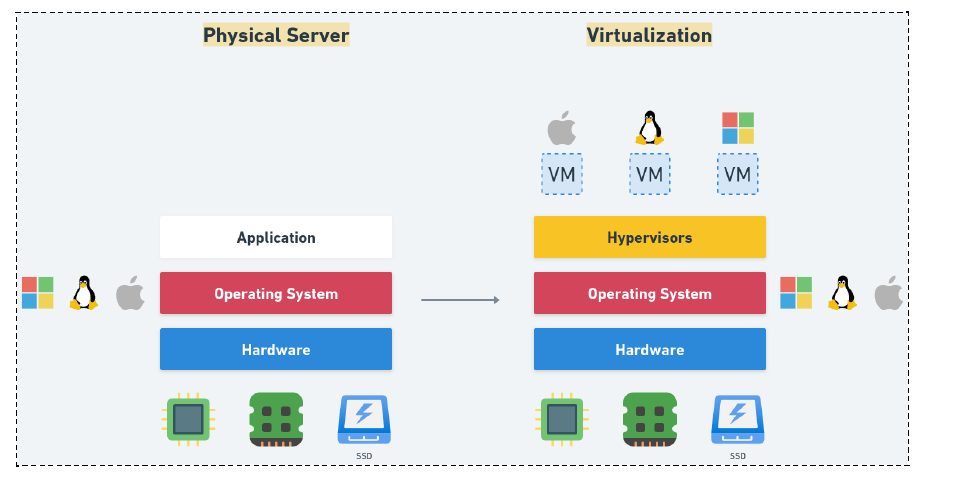 Physical Server
Virtualization
VM
VM
VM
Application
Hypervisors
Operating System
Operating System
Hardware
Hardware
SSD
SSD